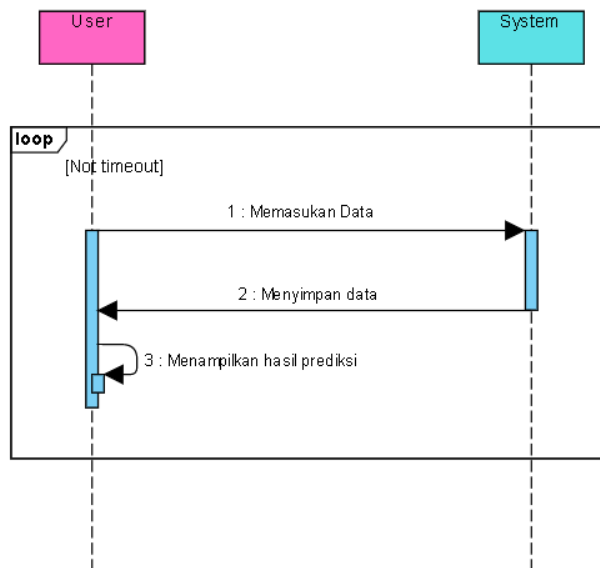 User
System
loop
[Not timeout]
1 : Memasukan Data
2 : Menyimpan data
3 : Menampilkan hasil prediksi